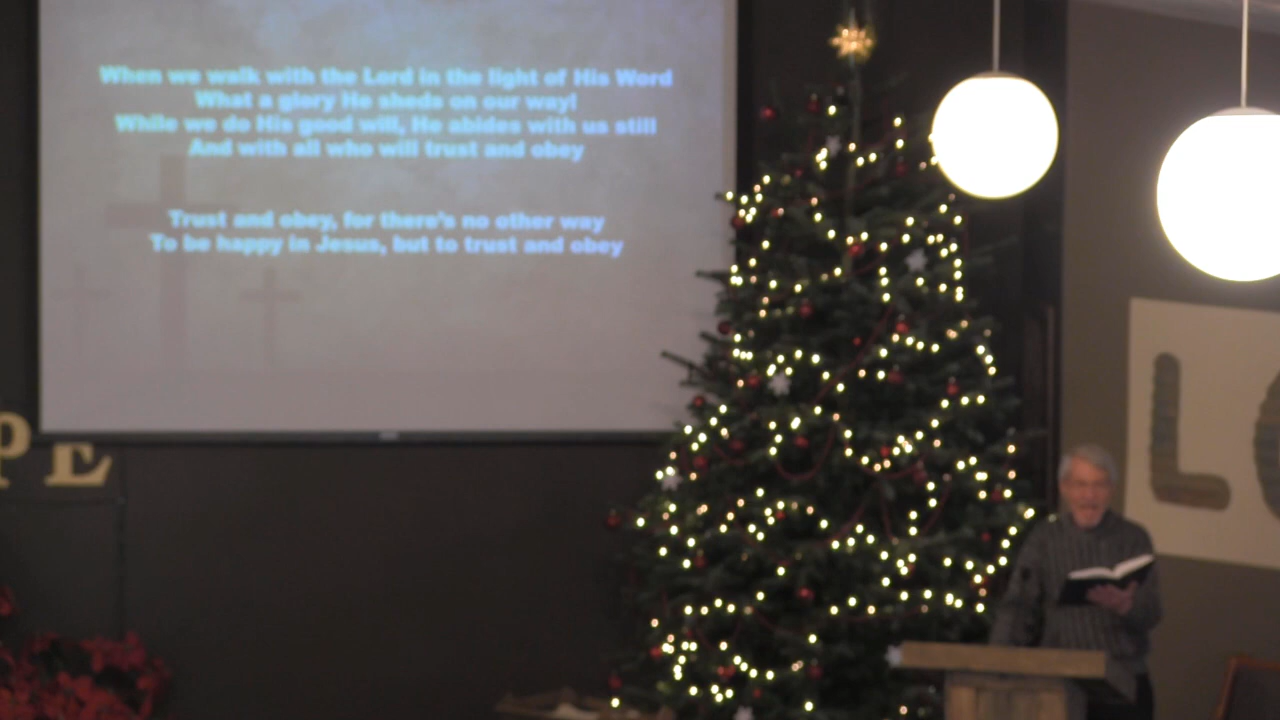 When we walk with the Lord in the light of His Word
What a glory He sheds on our way!
While we do His good will, He abides with us still
And with all who will trust and obey
Trust and obey, for there's no other way
To be happy in Jesus, but to trust and obey
PE
LO